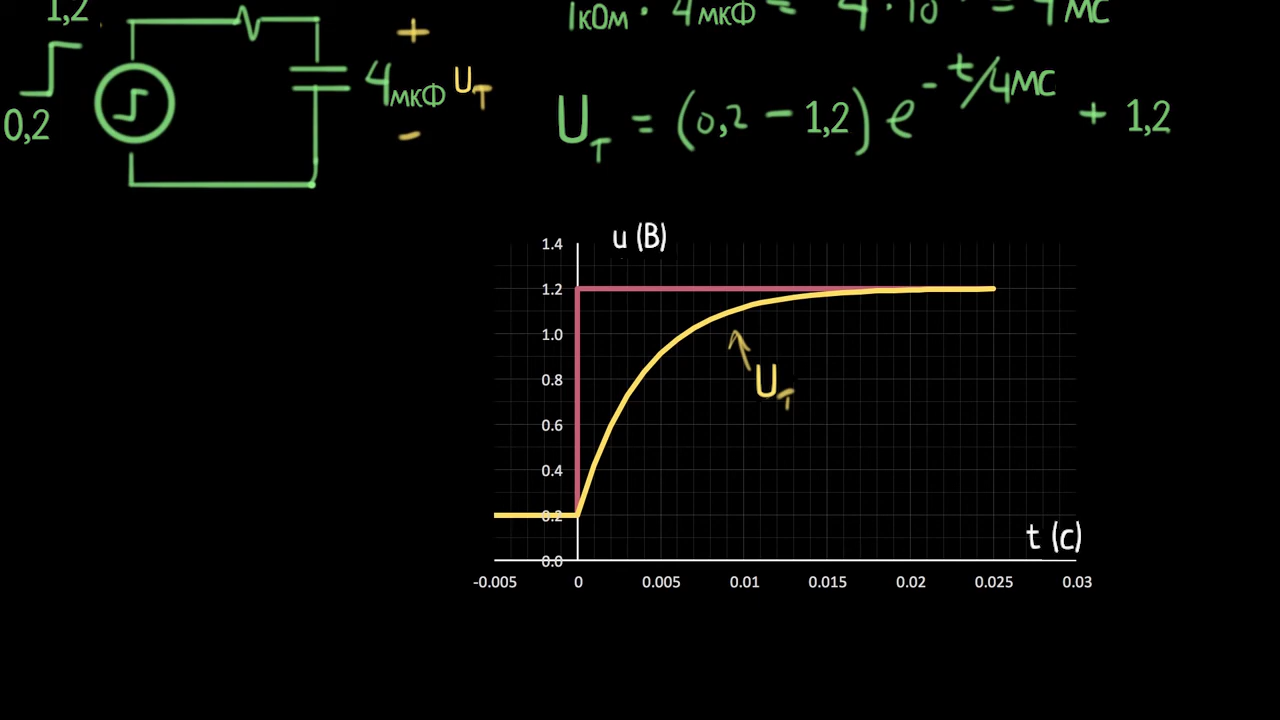 1,2
0,2
4мкФ
+
U_T
-
1кОм · 4мкФ = 4 · 10 = 4 мс
U_T = (0,2 - 1,2) e^{-t/4мс} + 1,2
u (В)
1.4
1.2
1.0
0.8
0.6
0.4
0.2
0.0
U_T
t (с)
-0.005 0 0.005 0.01 0.015 0.02 0.025 0.03